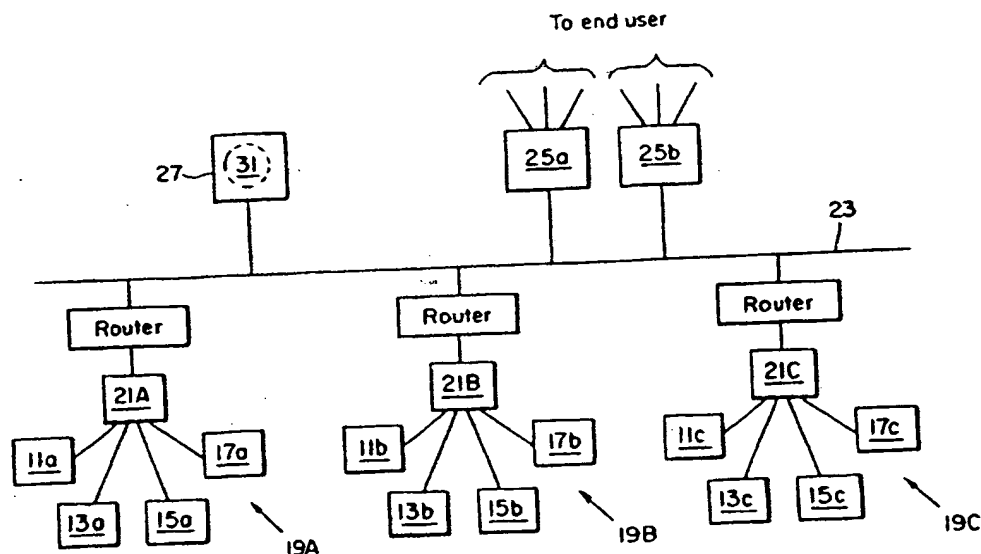 To end user
31
27
25a
25b
23
Router
Router
Router
21A
21B
21C
11a
17a
11b
17b
11c
17c
13a
15a
13b
15b
13c
15c
19A
19B
19C